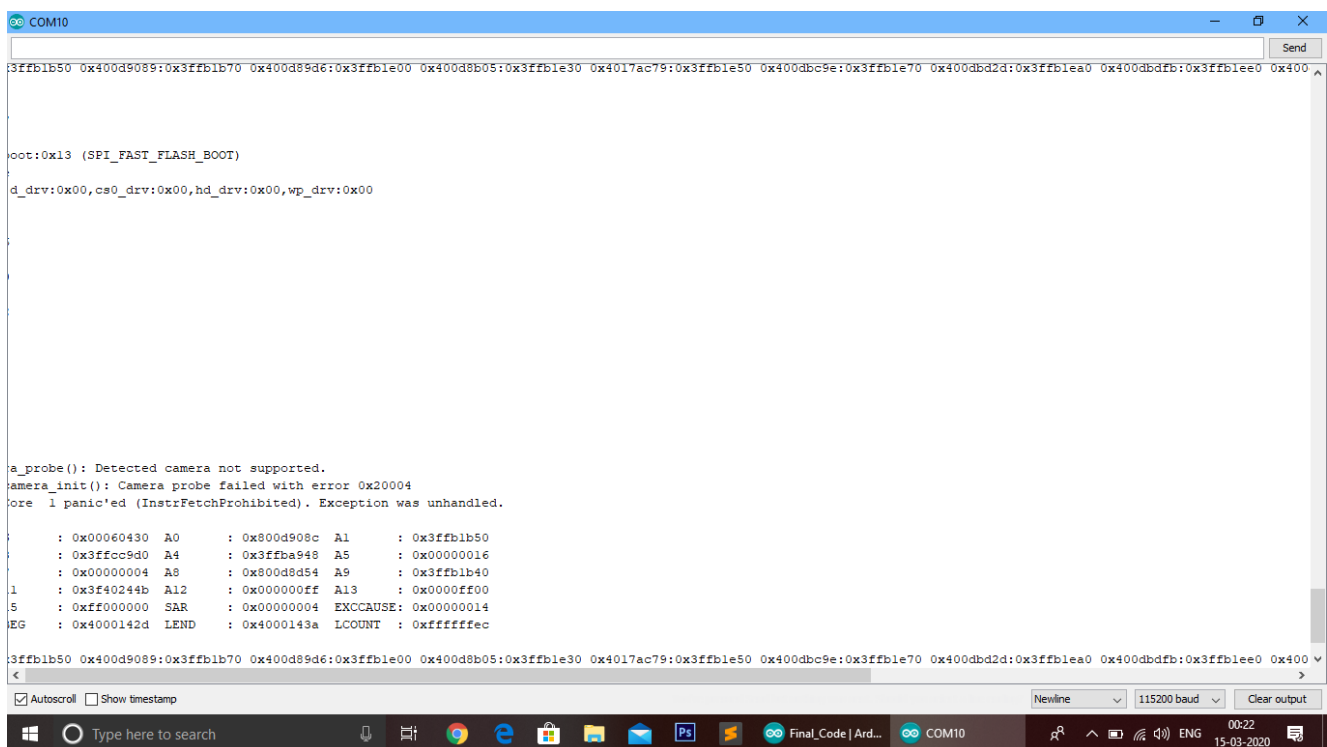 COM10
Send
:3ffb1b50 0x400d9089:0x3ffb1b70 0x400d89d6:0x3ffb1e00 0x400d8b05:0x3ffb1e30 0x4017ac79:0x3ffb1e50 0x400dbc9e:0x3ffb1e70 0x400dbd2d:0x3ffb1ea0 0x400dbdfb:0x3ffb1ee0 0x400
oot:0x13 (SPI_FAST_FLASH_BOOT)
d_drv:0x00,cs0_drv:0x00,hd_drv:0x00,wp_drv:0x00
ra_probe(): Detected camera not supported.
camera_init(): Camera probe failed with error 0x20004
Core 1 panic'ed (InstrFetchProhibited). Exception was unhandled.
: 0x00060430 A0 : 0x800d908c A1 : 0x3ffb1b50
: 0x3ffcc9d0 A4 : 0x3ffba948 A5 : 0x00000016
: 0x00000004 A8 : 0x800d8d54 A9 : 0x3ffb1b40
1 : 0x3f40244b A12 : 0x000000ff A13 : 0x0000ff00
5 : 0xff000000 SAR : 0x00000004 EXCCAUSE: 0x00000014
EG : 0x4000142d LEND : 0x4000143a LCOUNT : 0xffffffec
:3ffb1b50 0x400d9089:0x3ffb1b70 0x400d89d6:0x3ffb1e00 0x400d8b05:0x3ffb1e30 0x4017ac79:0x3ffb1e50 0x400dbc9e:0x3ffb1e70 0x400dbd2d:0x3ffb1ea0 0x400dbdfb:0x3ffb1ee0 0x400
Autoscroll Show timestamp Newline 115200 baud Clear output
Type here to search Ps Final_Code | Ard... COM10 ENG 00:22
15-03-2020